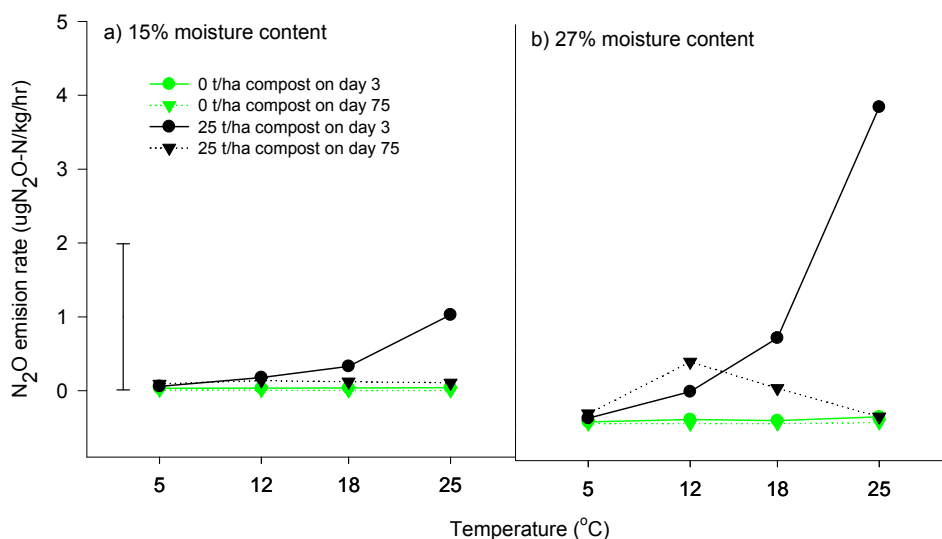 a) 15% moisture content
b) 27% moisture content
0 t/ha compost on day 3
0 t/ha compost on day 75
25 t/ha compost on day 3
25 t/ha compost on day 75
N2O emision rate (ugN2O-N/kg/hr)
5
4
3
2
1
0
5 12 18 25
5 12 18 25
Temperature (oC)